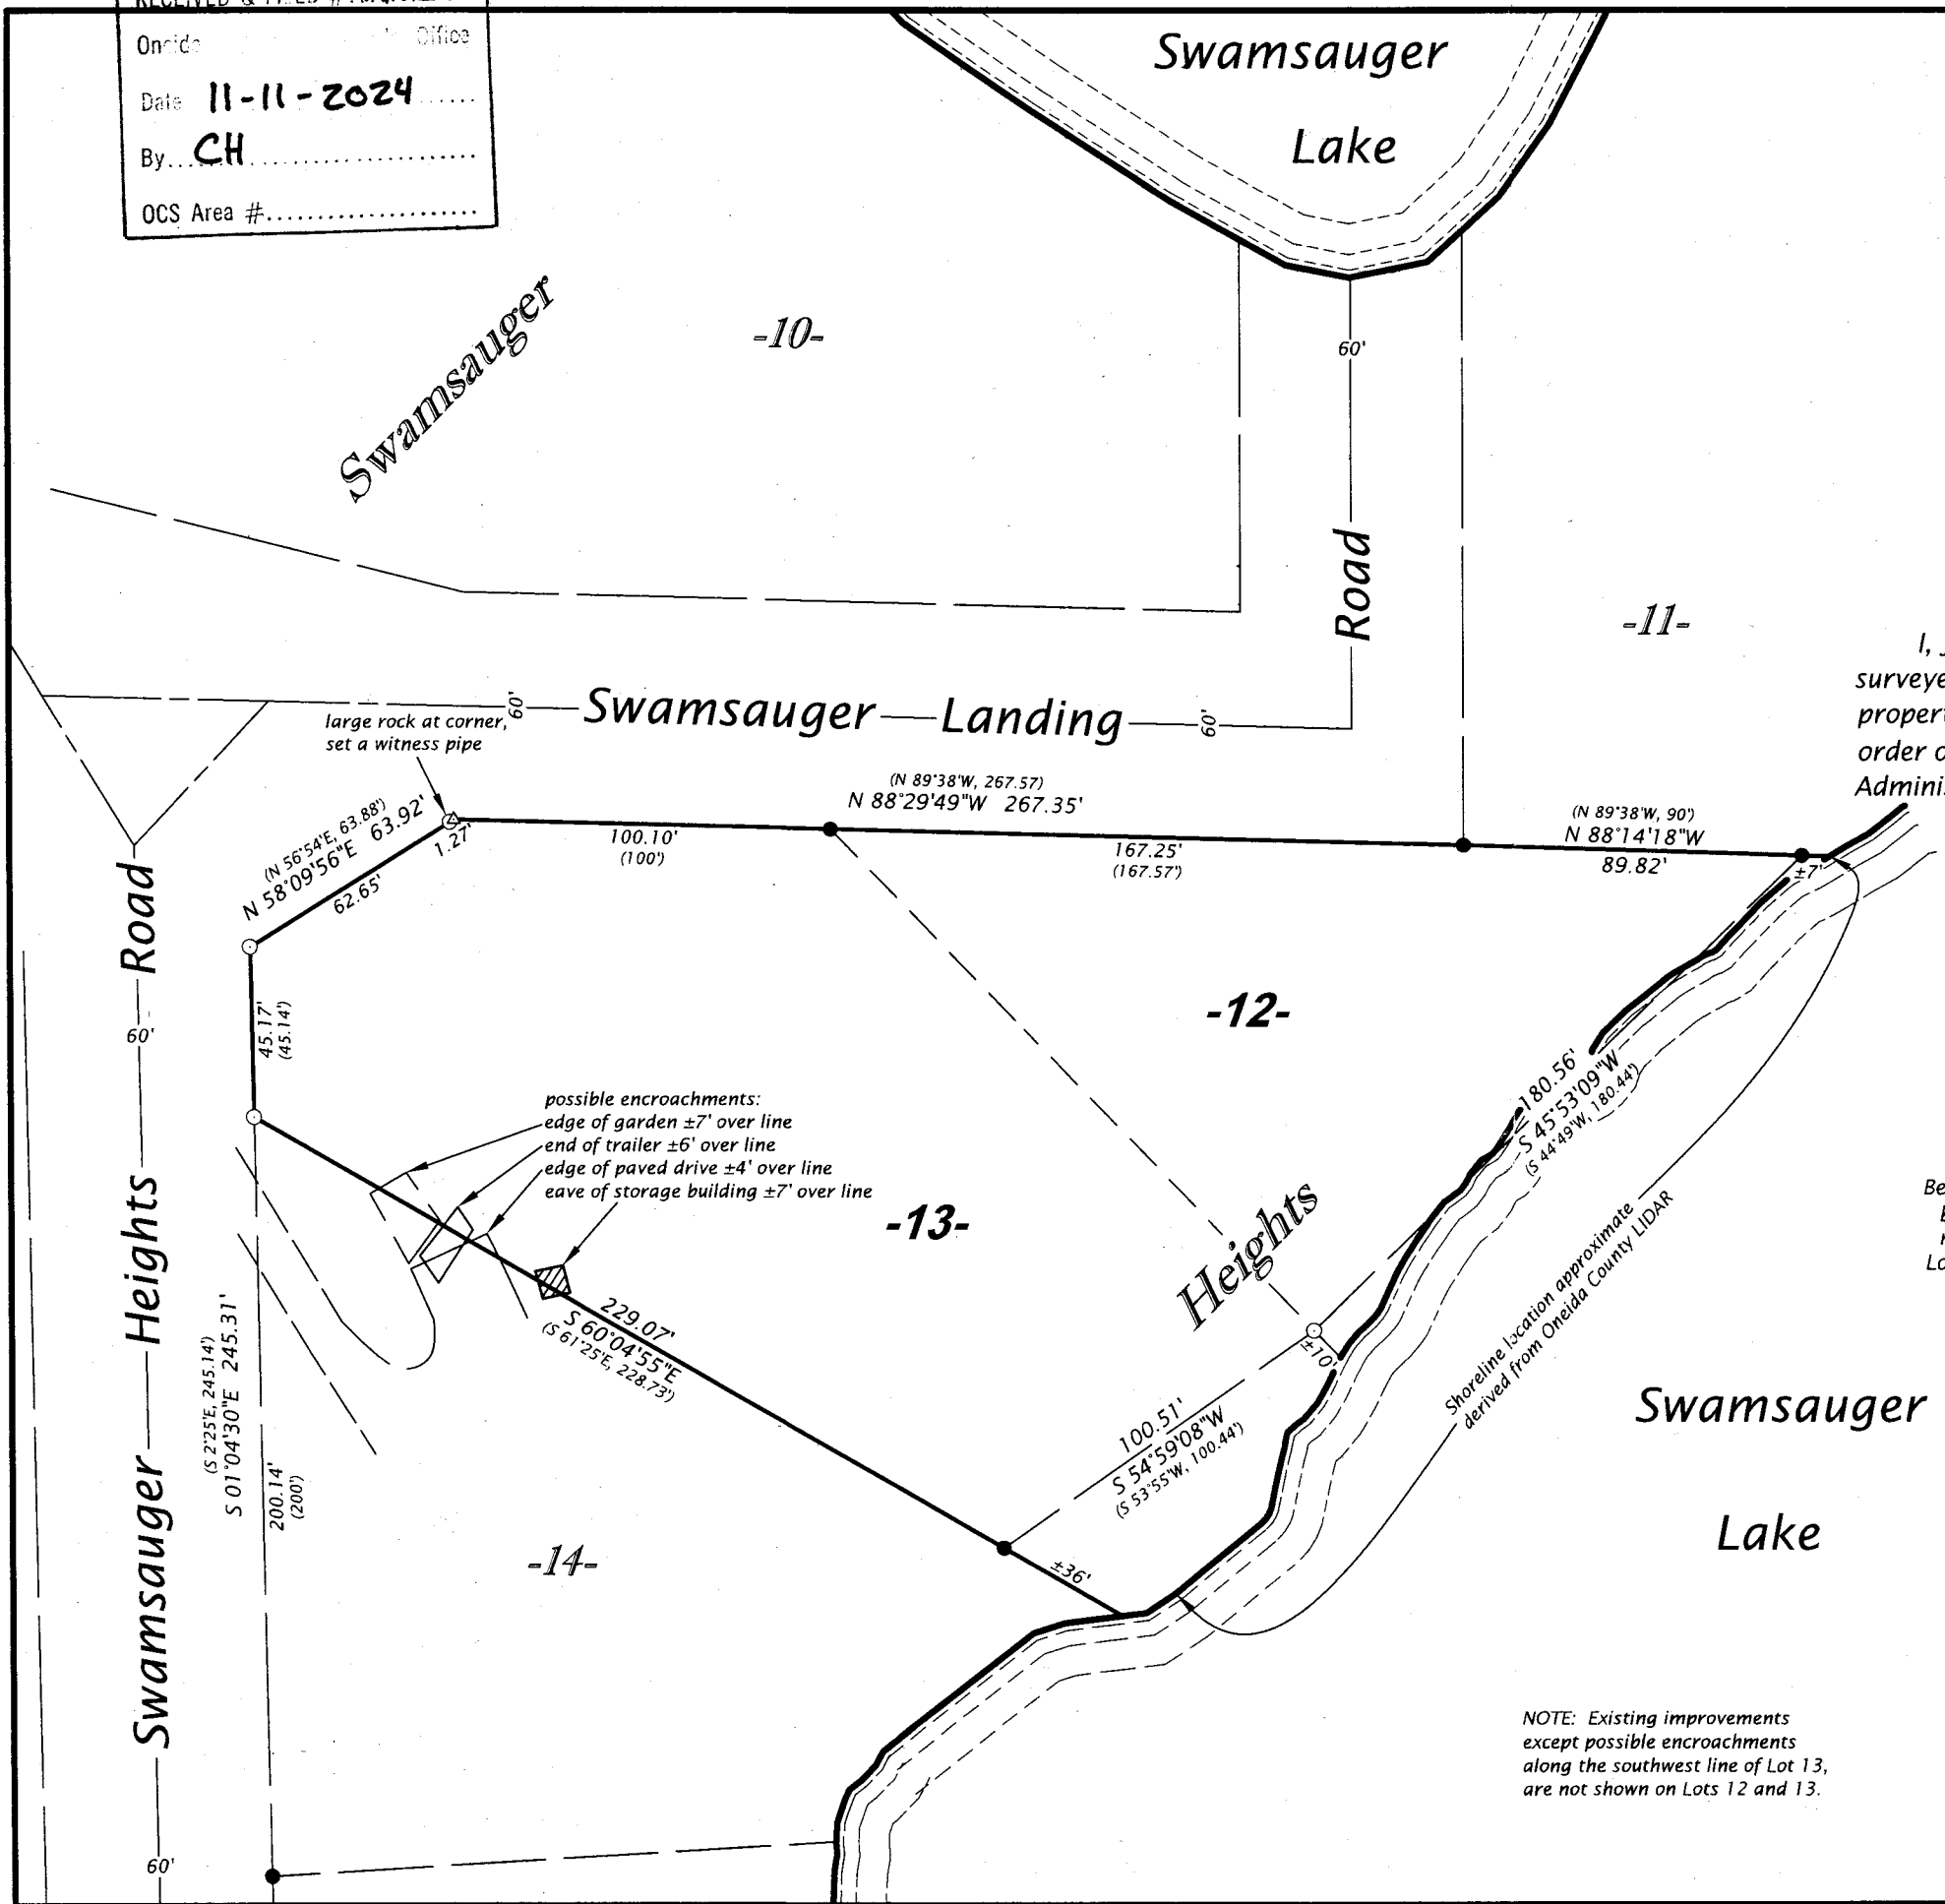 RECEIVED & FILED #
Oneida Office
Date 11-11-2024
By CH
OCS Area #
Swamsauger
Lake
Swamsauger
-10-
60'
Road
-11-
I,
surveye
propert
order o
Adminis
large rock at corner,
set a witness pipe
60'
Swamsauger Landing
60'
(N 56°54'E, 63.88')
N 58°09'56"E 63.92'
62.65'
1.27'
(N 89°38'W, 267.57)
N 88°29'49"W 267.35'
100.10'
(100')
167.25'
(167.57')
(N 89°38'W, 90')
N 88°14'18"W
89.82'
±7'
Road
60'
45.17'
(45.14')
-12-
180.56'
S 45°53'09"W
(S 44°49'W, 180.44')
possible encroachments:
edge of garden ±7' over line
end of trailer ±6' over line
edge of paved drive ±4' over line
eave of storage building ±7' over line
-13-
Heights
Be
Lo
Shoreline location approximate
derived from Oneida County LIDAR
Swamsauger Heights
(S 2°25'E, 245.14')
S 01°04'30"E 245.31'
200.14'
(200')
229.07'
S 60°04'55"E
(S 61°25'E, 228.73')
±10'
100.51'
S 54°59'08"W
(S 53°55'W, 100.44')
Swamsauger
Lake
-14-
±36'
NOTE: Existing improvements
except possible encroachments
along the southwest line of Lot 13,
are not shown on Lots 12 and 13.
60'